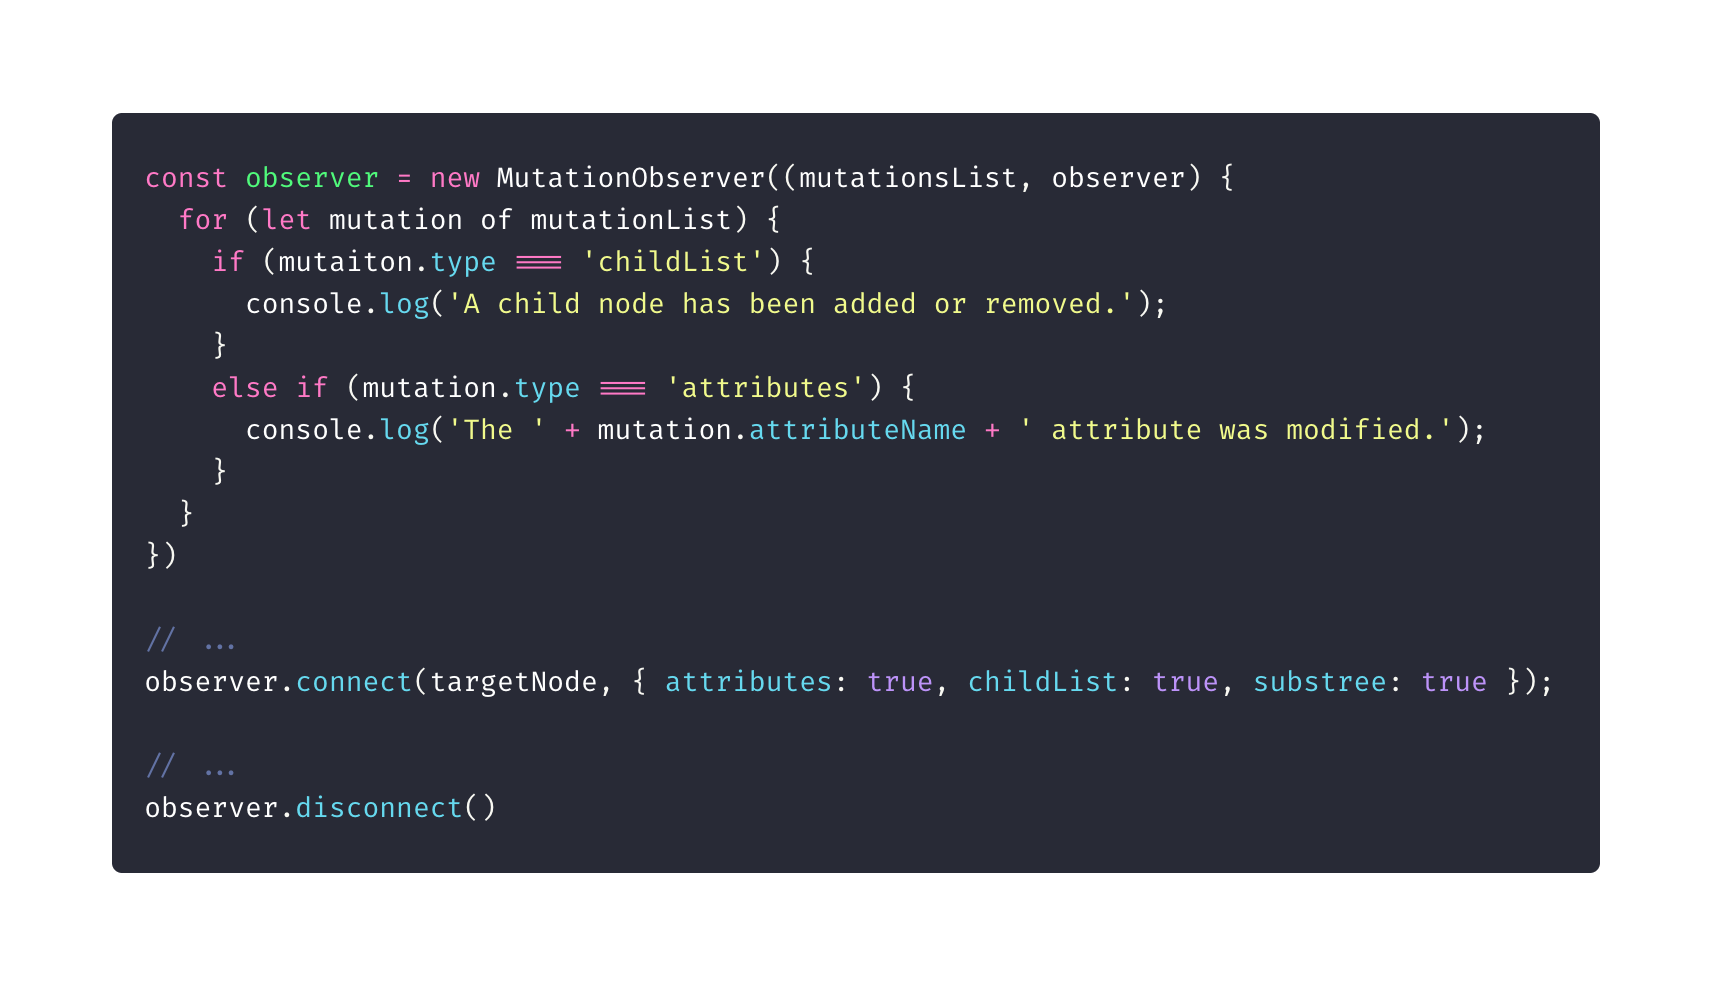 const observer = new MutationObserver((mutationsList, observer) {
  for (let mutation of mutationList) {
    if (mutaiton.type === 'childList') {
      console.log('A child node has been added or removed.');
    }
    else if (mutation.type === 'attributes') {
      console.log('The ' + mutation.attributeName + ' attribute was modified.');
    }
  }
})

// ...
observer.connect(targetNode, { attributes: true, childList: true, substree: true });

// ...
observer.disconnect()